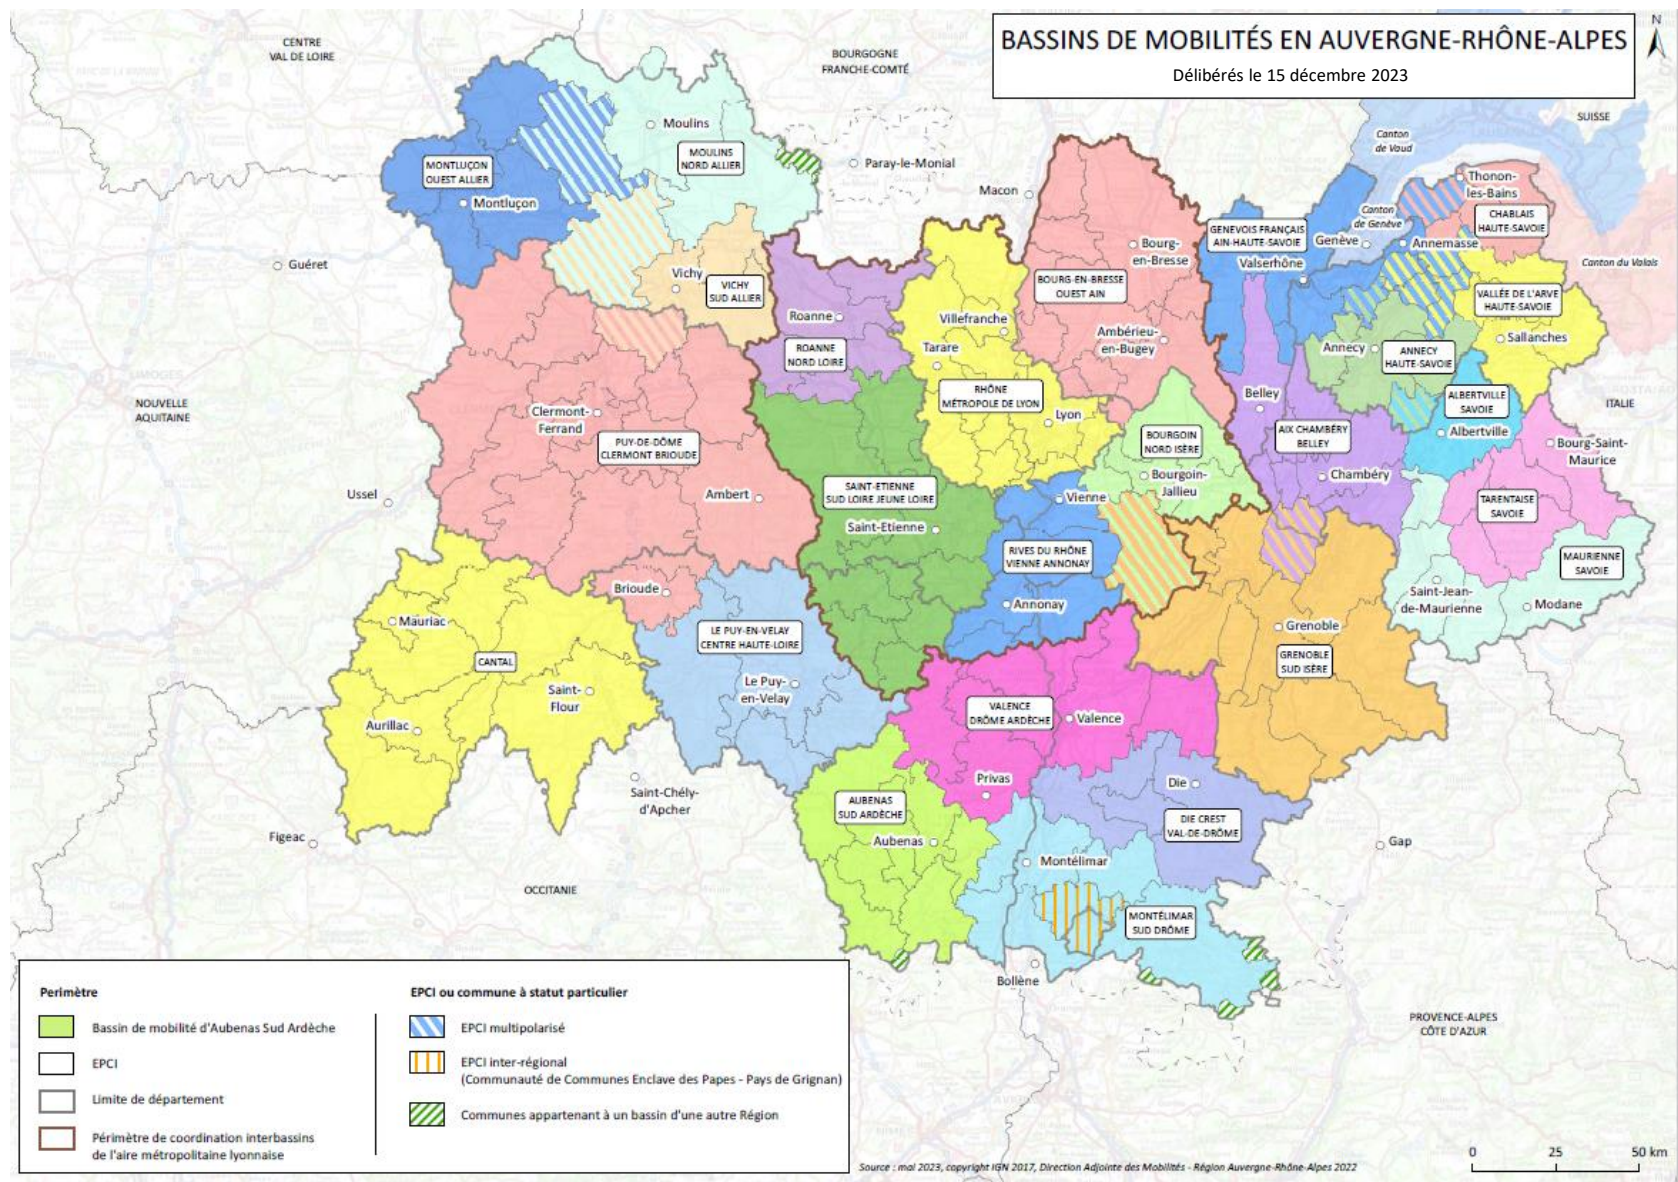 BASSINS DE MOBILITÉS EN AUVERGNE-RHÔNE-ALPES
Délibérés le 15 décembre 2023
N
CENTRE
VAL DE LOIRE
BOURGOGNE
FRANCHE-COMTÉ
SUISSE
Canton
de Vaud
Moulins
MOULINS
NORD ALLIER
MONTLUÇON
OUEST ALLIER
Montluçon
Paray-le-Monial
Macon
Thonon-
les-Bains
CHABLAIS
HAUTE-SAVOIE
Canton
de Genève
GENEVOIS FRANÇAIS
AIN-HAUTE-SAVOIE
Genève
Annemasse
Valserhône
Canton du Valais
Guéret
Vichy
VICHY
SUD ALLIER
Bourg-
en-Bresse
BOURG-EN-BRESSE
OUEST AIN
VALLÉE DE L'ARVE
HAUTE-SAVOIE
Sallanches
Roanne
ROANNE
NORD LOIRE
Villefranche
Tarare
Ambérieu-
en-Bugey
Annecy
ANNECY
HAUTE-SAVOIE
LIMOGES
NOUVELLE
AQUITAINE
RHÔNE
MÉTROPOLE DE LYON
Lyon
Belley
ALBERTVILLE
SAVOIE
Albertville
ITALIE
Clermont-
Ferrand
PUY-DE-DÔME
CLERMONT BRIOUDE
BOURGOIN
NORD ISÈRE
Bourgoin-
Jallieu
AIX CHAMBÉRY
BELLEY
Chambéry
Bourg-Saint-
Maurice
Ussel
Ambert
SAINT-ETIENNE
SUD LOIRE JEUNE LOIRE
Saint-Etienne
Vienne
TARENTAISE
SAVOIE
RIVES DU RHÔNE
VIENNE ANNONAY
MAURIENNE
SAVOIE
Brioude
Annonay
Saint-Jean-
de-Maurienne
Modane
Mauriac
LE PUY-EN-VELAY
CENTRE HAUTE-LOIRE
Grenoble
GRENOBLE
SUD ISÈRE
CANTAL
Saint-
Flour
Le Puy-
en-Velay
Aurillac
VALENCE
DRÔME ARDÈCHE
Valence
Saint-Chély-
d'Apcher
Privas
Die
AUBENAS
SUD ARDÈCHE
DIE CREST
VAL-DE-DRÔME
Figeac
Aubenas
Montélimar
Gap
OCCITANIE
MONTÉLIMAR
SUD DRÔME
Bollène
PROVENCE-ALPES
CÔTE D'AZUR
Perimètre
Bassin de mobilité d'Aubenas Sud Ardèche
EPCI
Limite de département
Périmètre de coordination interbassins
de l'aire métropolitaine lyonnaise
EPCI ou commune à statut particulier
EPCI multipolarisé
EPCI inter-régional
(Communauté de Communes Enclave des Papes - Pays de Grignan)
Communes appartenant à un bassin d'une autre Région
0 25 50 km
Source : mai 2023, copyright IGN 2017, Direction Adjointe des Mobilités - Région Auvergne-Rhône-Alpes 2022